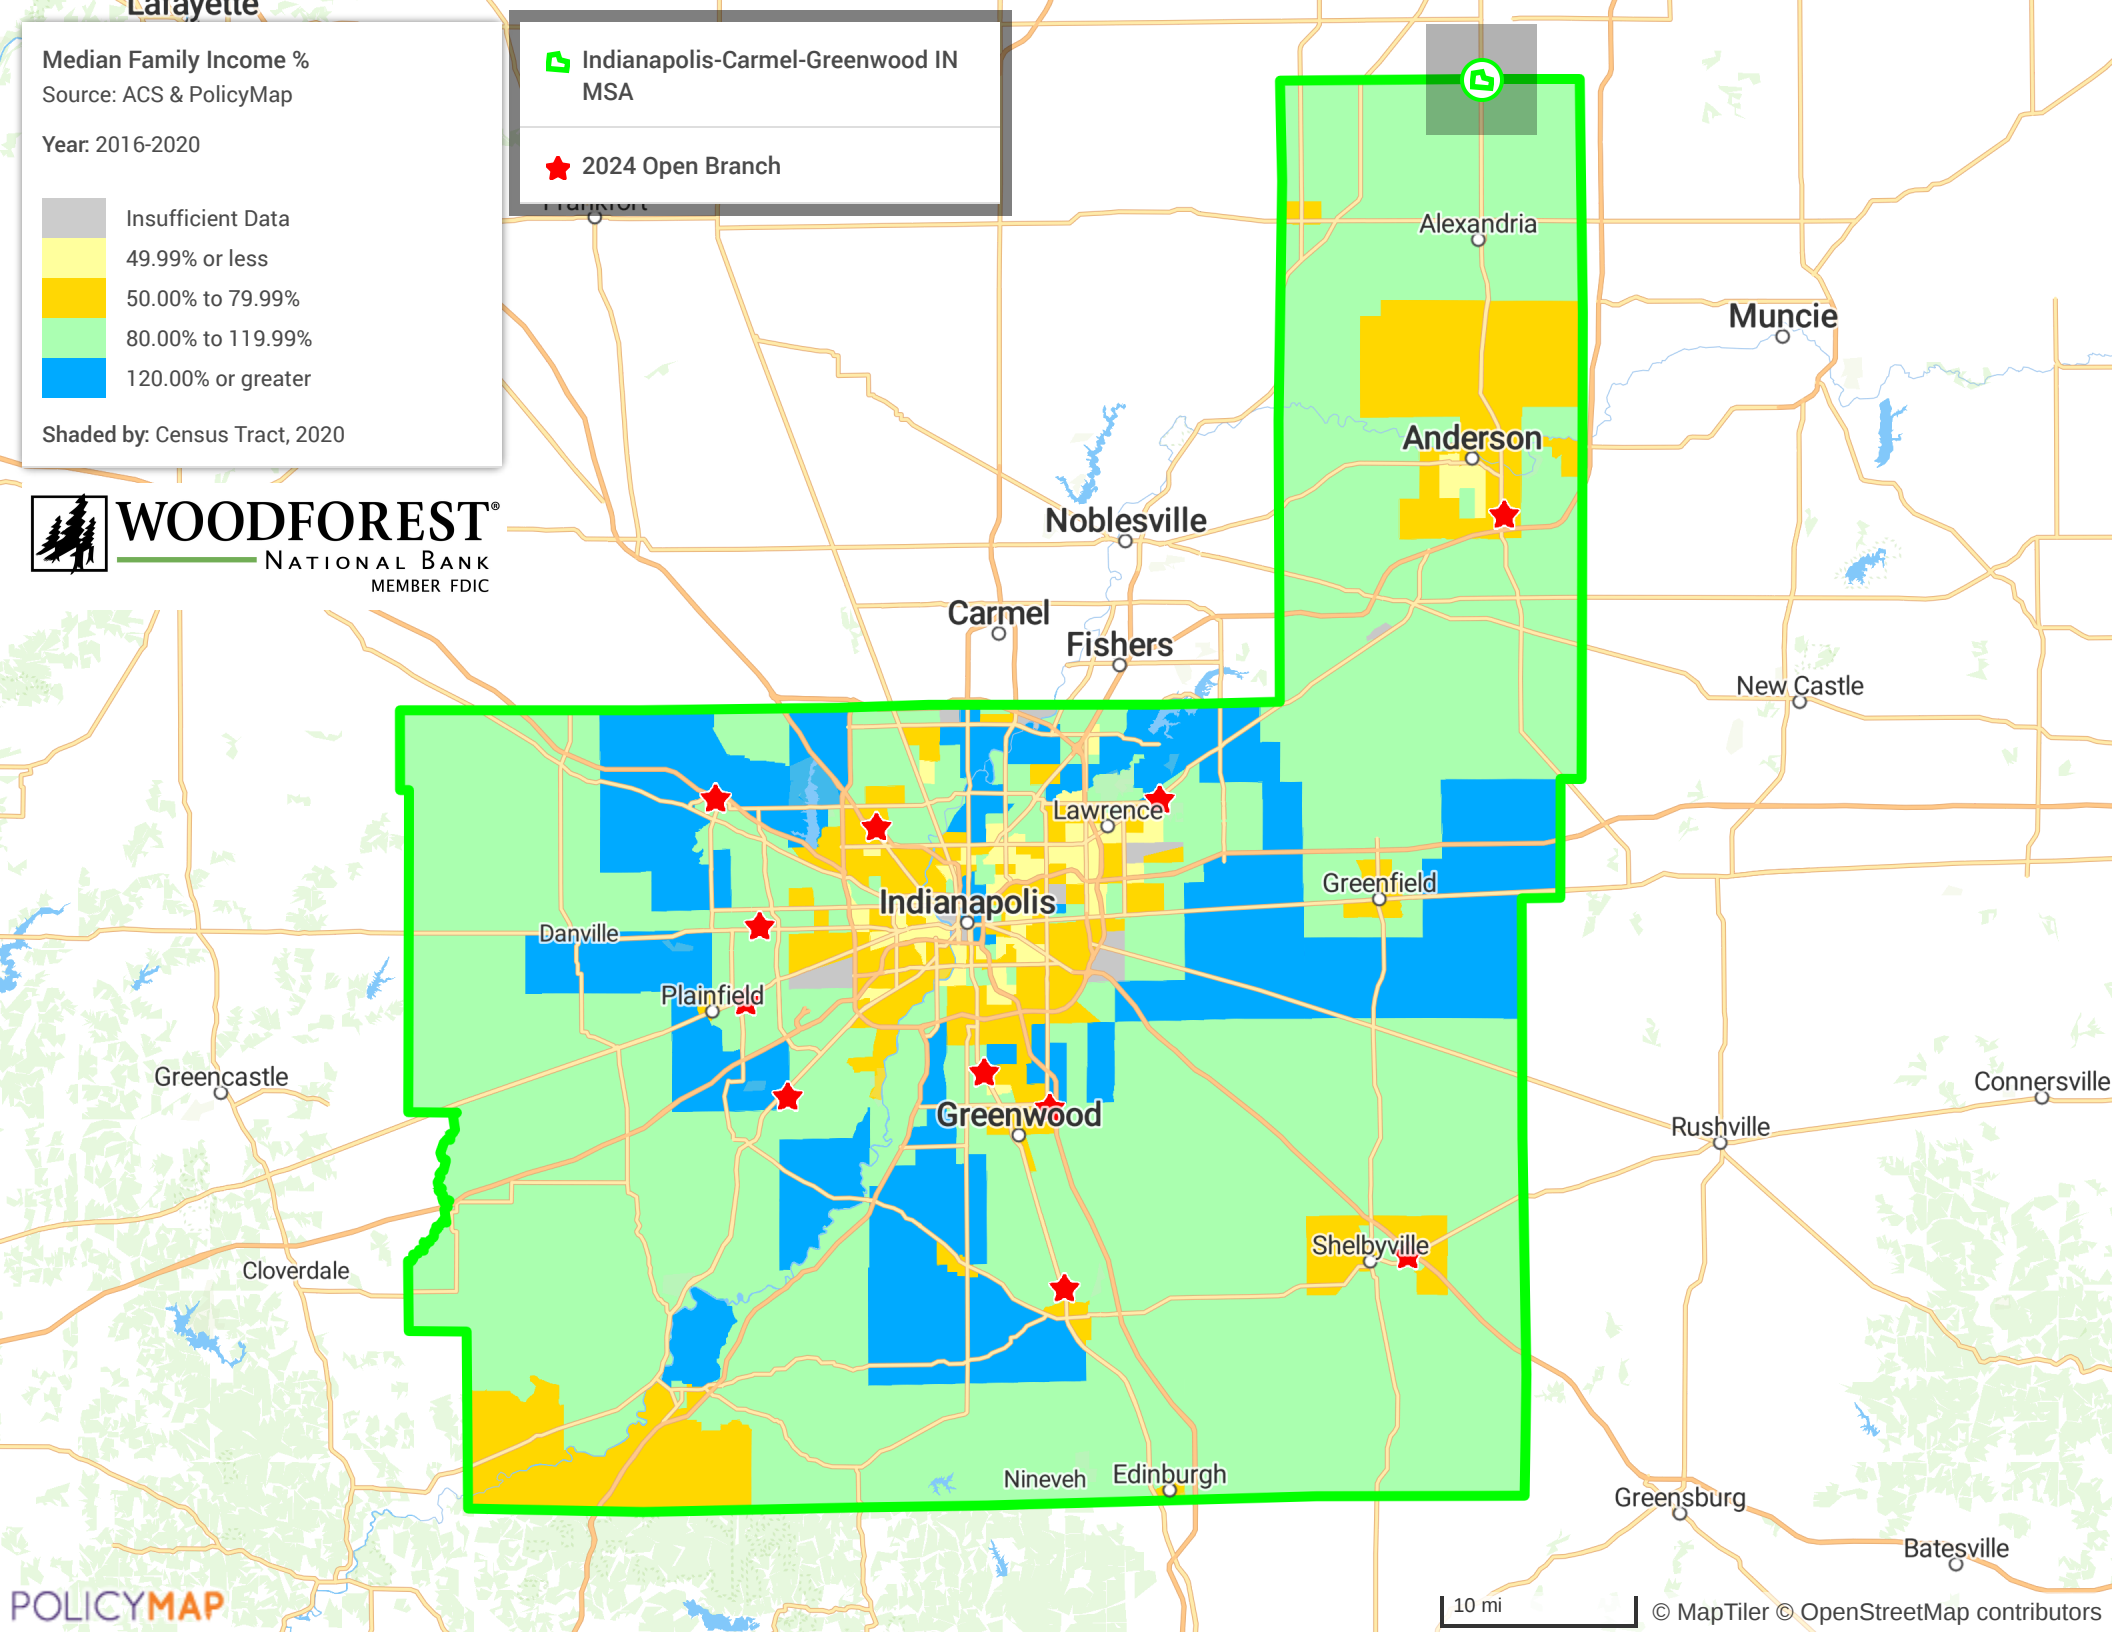 Lafayette
Median Family Income %
Source: ACS & PolicyMap
Year: 2016-2020
Insufficient Data
49.99% or less
50.00% to 79.99%
80.00% to 119.99%
120.00% or greater
Shaded by: Census Tract, 2020
Indianapolis-Carmel-Greenwood IN
MSA
2024 Open Branch
Frankfort
WOODFOREST®
NATIONAL BANK
MEMBER FDIC
Alexandria
Muncie
Anderson
Noblesville
Carmel
Fishers
New Castle
Lawrence
Greenfield
Indianapolis
Danville
Plainfield
Greencastle
Connersville
Greenwood
Rushville
Shelbyville
Cloverdale
Nineveh
Edinburgh
Greensburg
Batesville
POLICYMAP
10 mi
© MapTiler © OpenStreetMap contributors